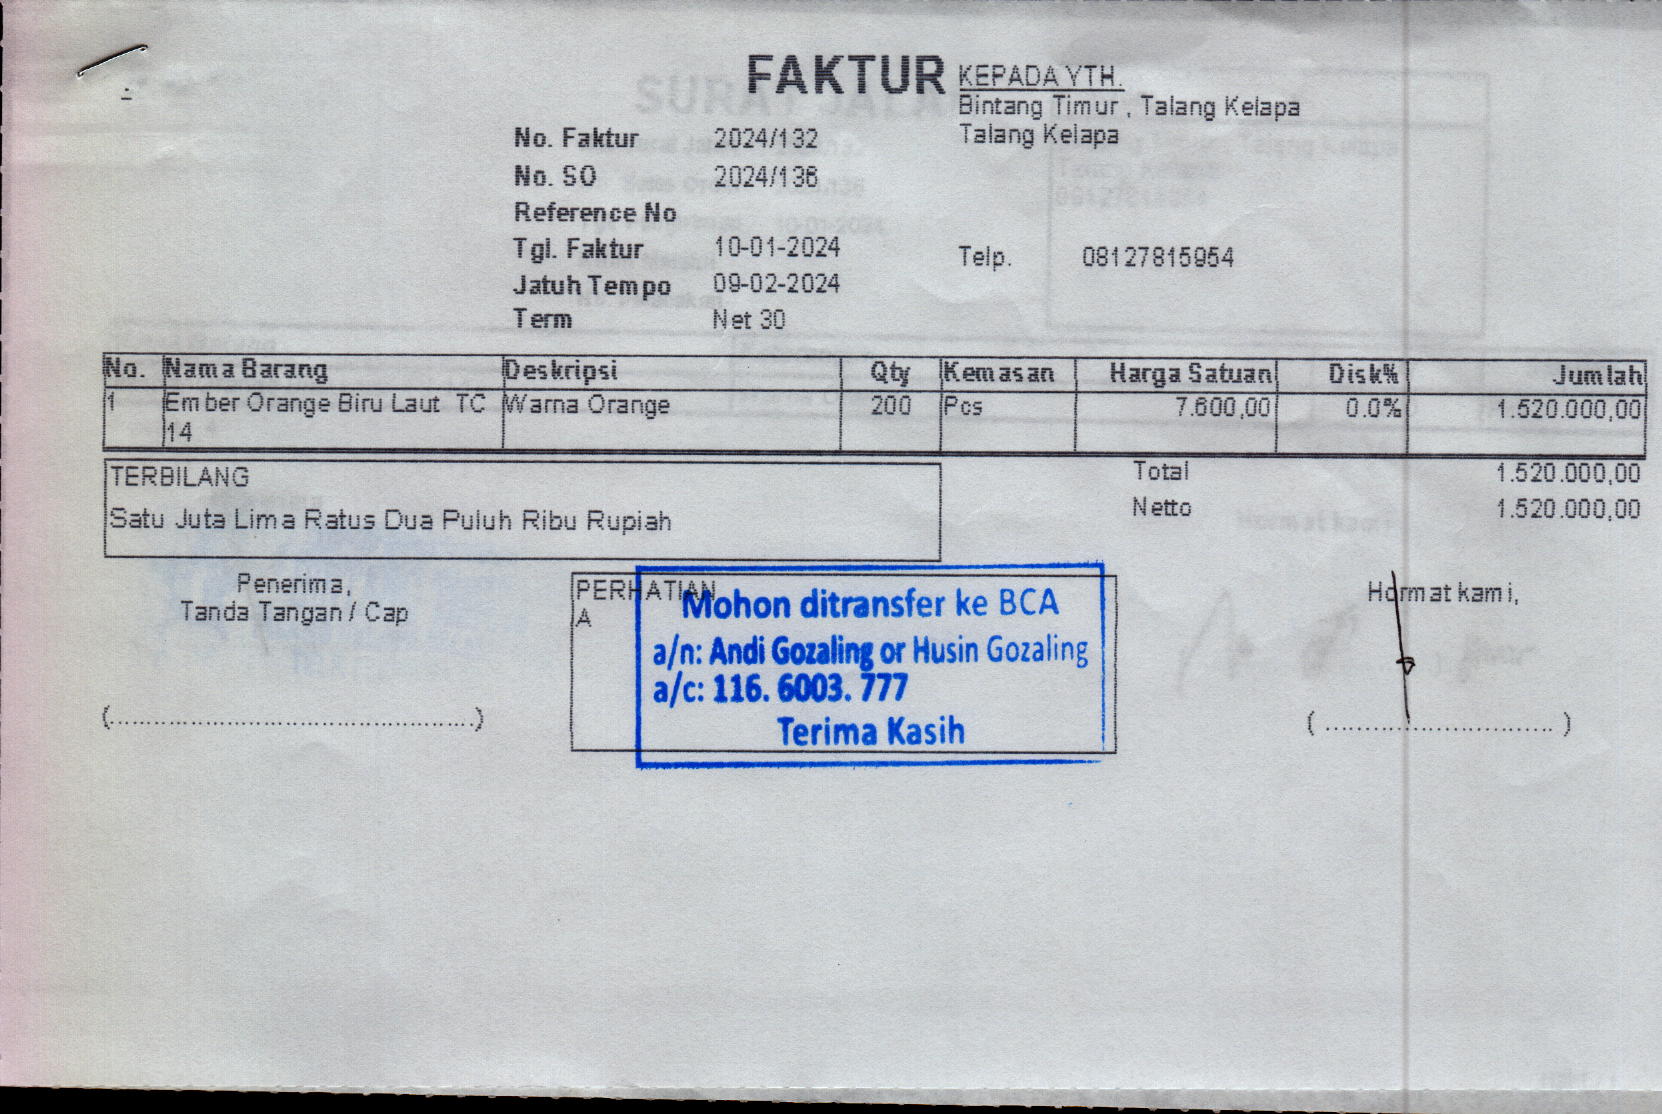 FAKTUR
KEPADA YTH.
Bintang Timur , Talang Kelapa
Talang Kelapa
No. Faktur 2024/132
No. SO 2024/136
Reference No
Tgl. Faktur 10-01-2024
Telp. 08127815954
Jatuh Tempo 09-02-2024
Term Net 30
No. Nama Barang Deskripsi Qty Kemasan Harga Satuan Disk% Jumlah
1 Ember Orange Biru Laut TC Warna Orange 200 Pcs 7.600,00 0.0% 1.520.000,00
14
TERBILANG
Total 1.520.000,00
Satu Juta Lima Ratus Dua Puluh Ribu Rupiah
Netto 1.520.000,00
Penerima,
Tanda Tangan / Cap
PERHATIAN
A
Mohon ditransfer ke BCA
a/n: Andi Gozaling or Husin Gozaling
a/c: 116. 6003. 777
Terima Kasih
Hormat kami,